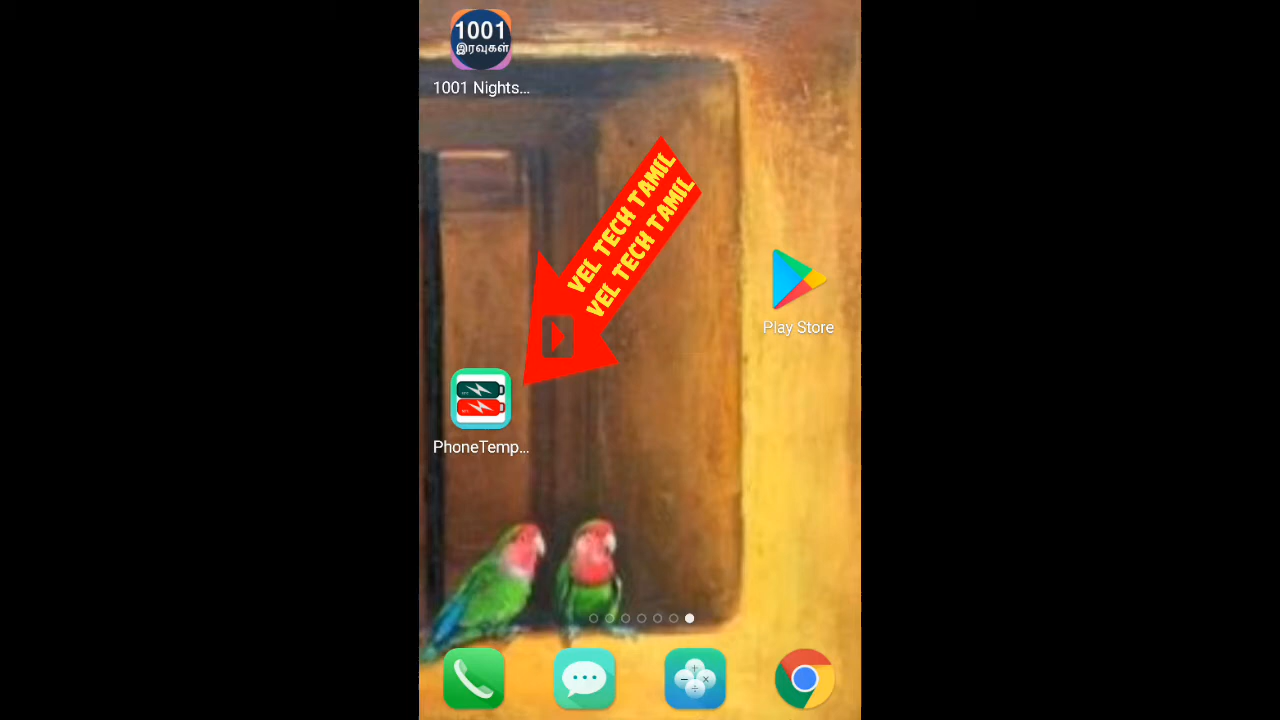 1001
இரவுகள்
1001 Nights...
VEL TECH TAMIL
VEL TECH TAMIL
Play Store
PhoneTemp...